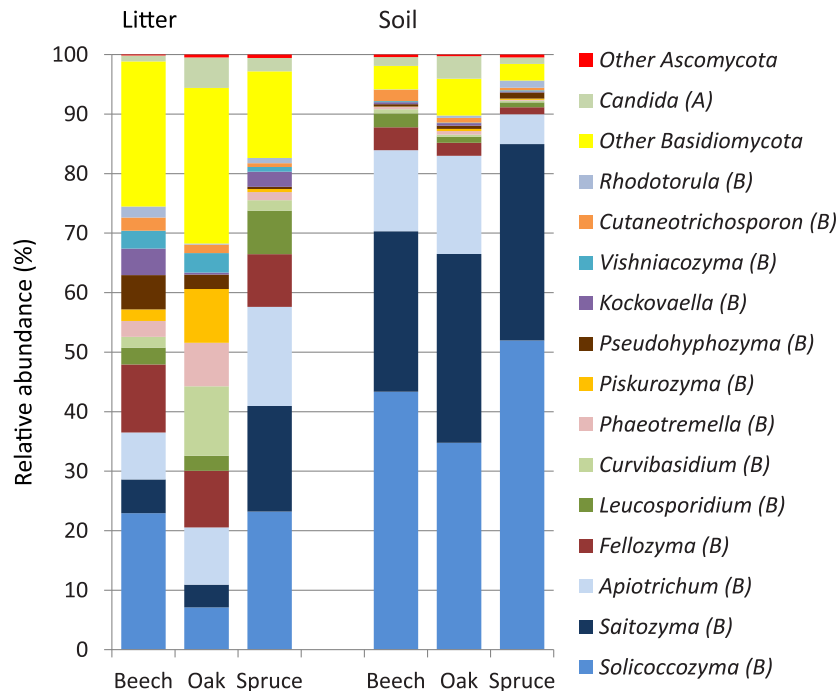 Litter
Soil
Relative abundance (%)
100
90
80
70
60
50
40
30
20
10
0
Beech Oak Spruce Beech Oak Spruce
Other Ascomycota
Candida (A)
Other Basidiomycota
Rhodotorula (B)
Cutaneotrichosporon (B)
Vishniacozyma (B)
Kockovaella (B)
Pseudohyphozyma (B)
Piskurozyma (B)
Phaeotremella (B)
Curvibasidium (B)
Leucosporidium (B)
Fellozyma (B)
Apiotrichum (B)
Saitozyma (B)
Solicoccozyma (B)